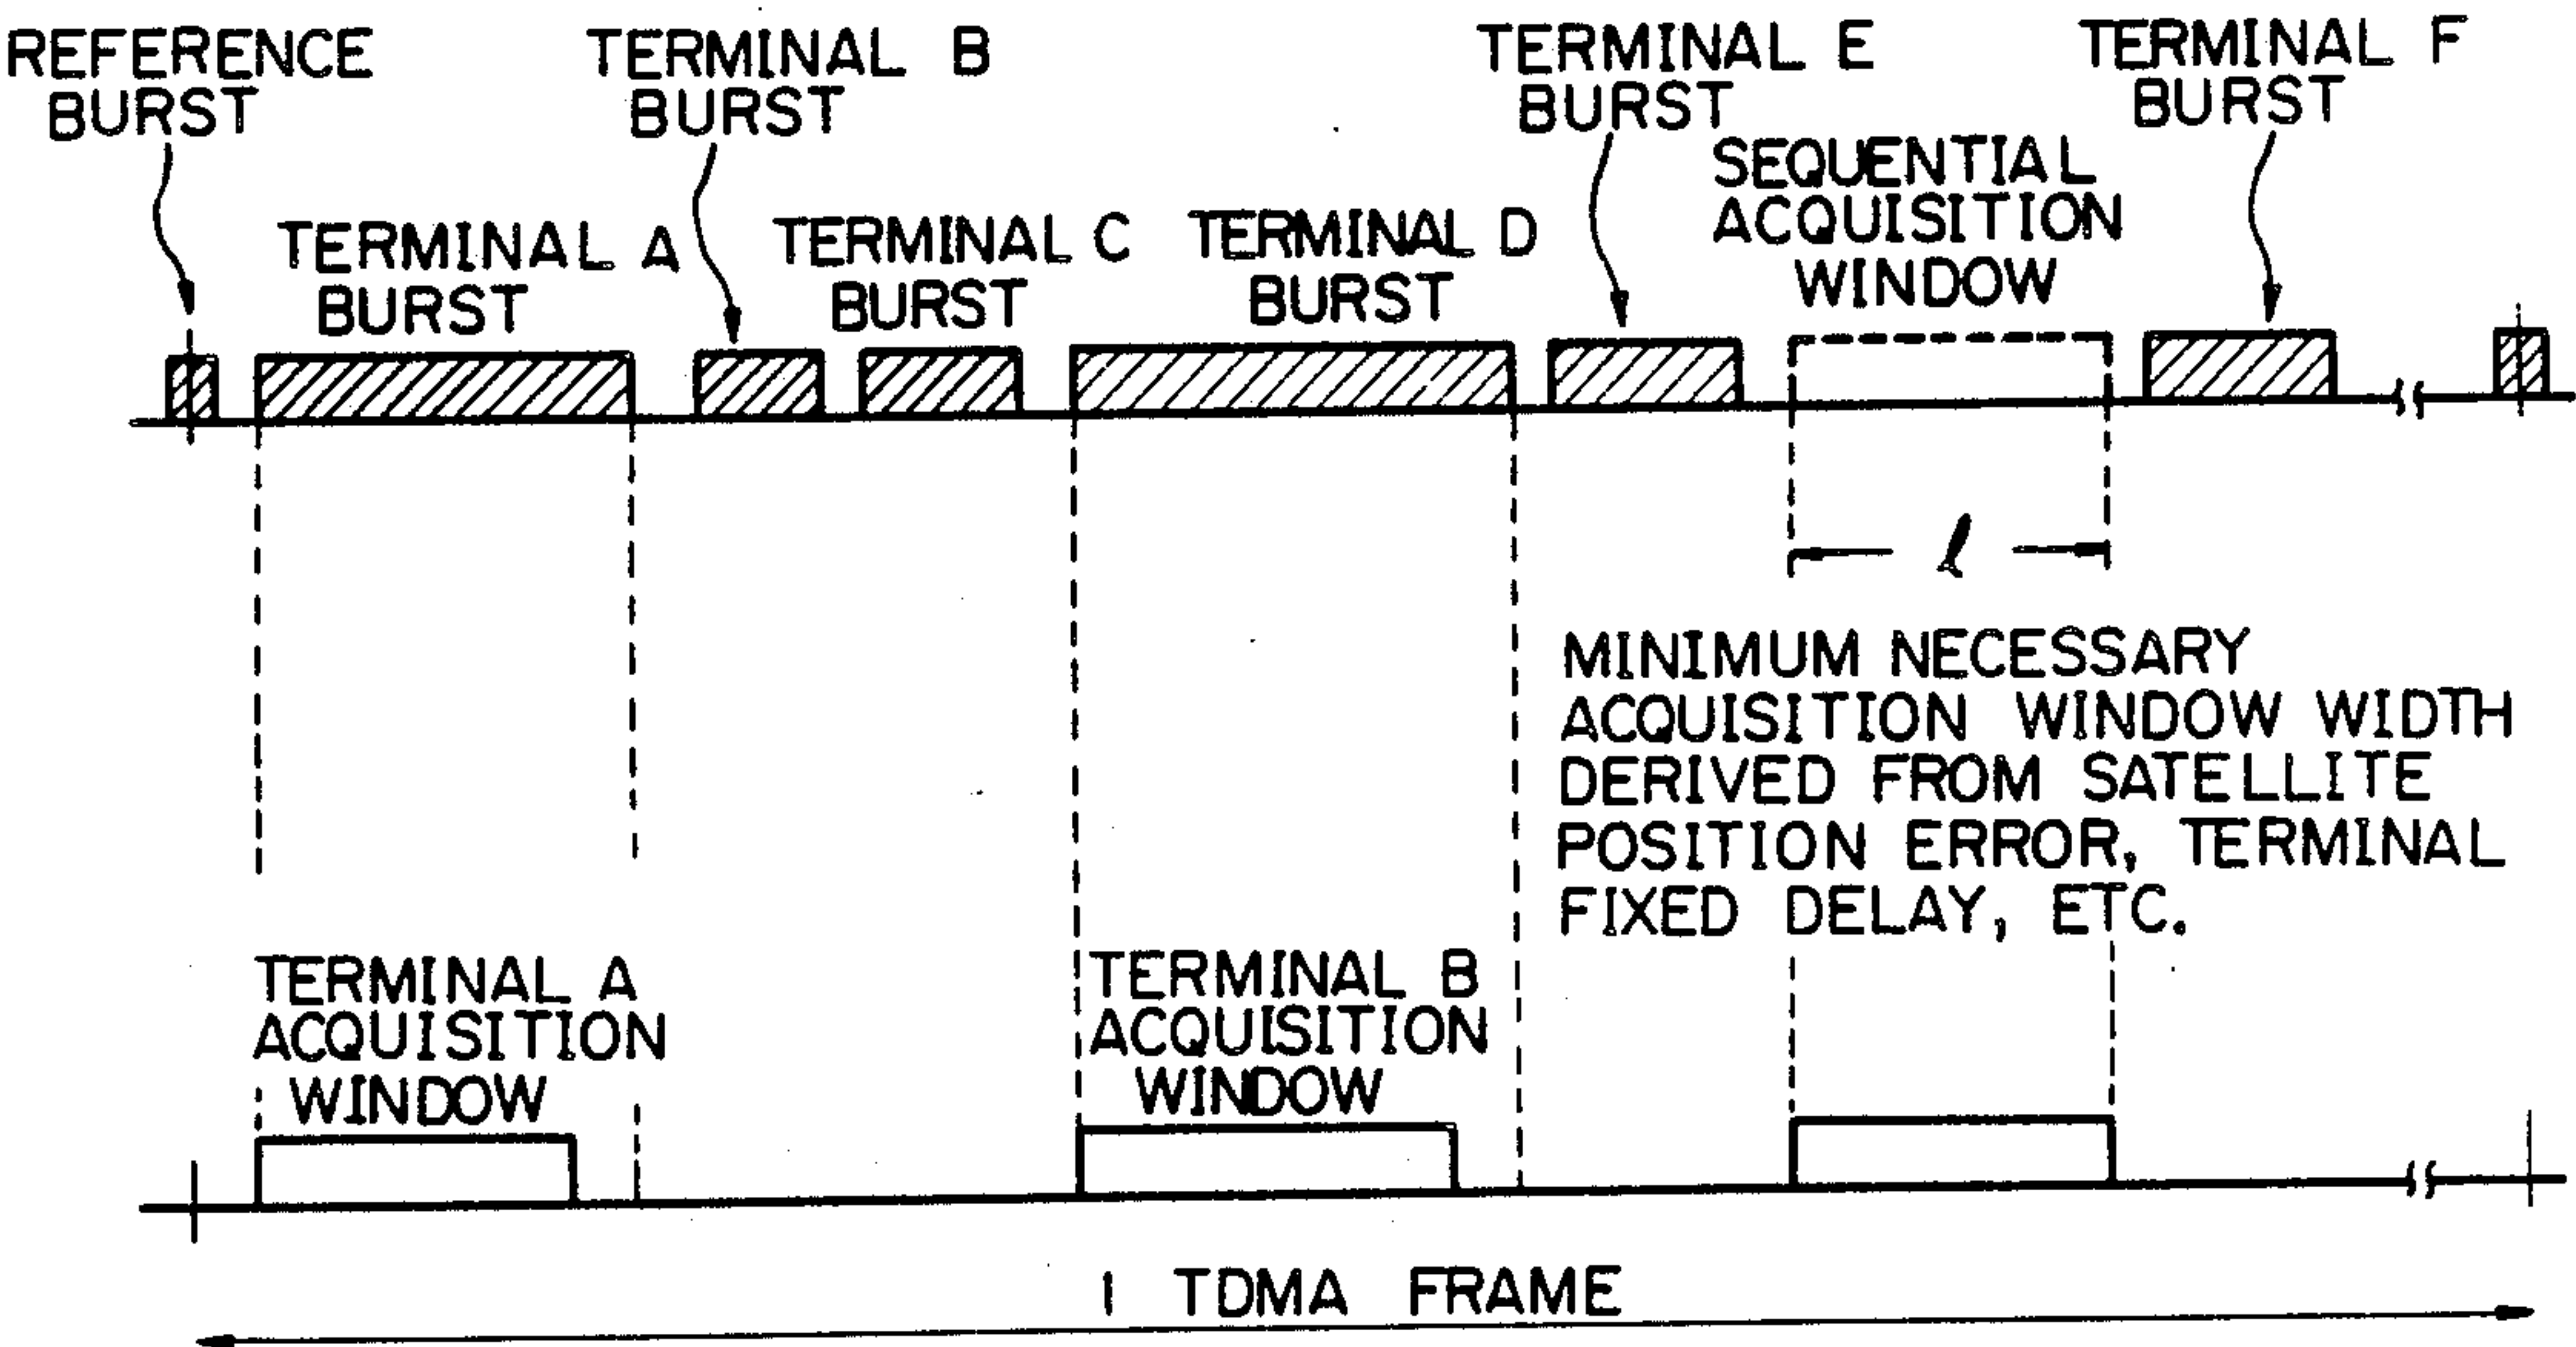 REFERENCE
BURST
TERMINAL B
BURST
TERMINAL E
BURST
TERMINAL F
BURST
TERMINAL A
BURST
TERMINAL C
BURST
TERMINAL D
BURST
SEQUENTIAL
ACQUISITION
WINDOW
l
MINIMUM NECESSARY
ACQUISITION WINDOW WIDTH
DERIVED FROM SATELLITE
POSITION ERROR, TERMINAL
FIXED DELAY, ETC.
TERMINAL A
ACQUISITION
WINDOW
TERMINAL B
ACQUISITION
WINDOW
1 TDMA FRAME